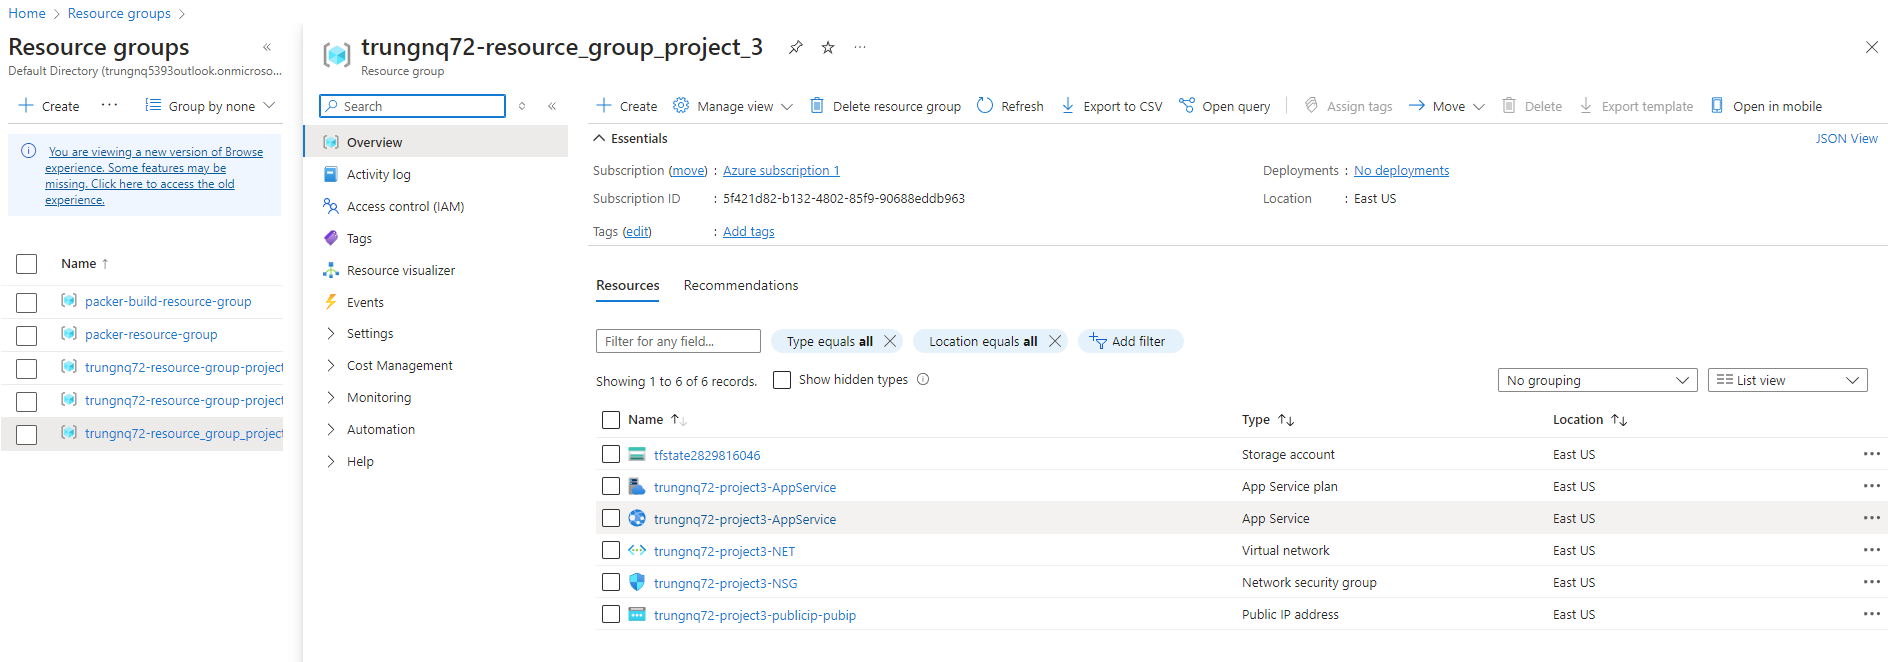 Home > Resource groups >
Resource groups «
Default Directory (trungnq5393outlook.onmicroso...
Create ... Group by none
You are viewing a new version of Browse
experience. Some features may be
missing. Click here to access the old
experience.
Name ↑
packer-build-resource-group
packer-resource-group
trungnq72-resource-group-project
trungnq72-resource-group-project
trungnq72-resource_group_project
trungnq72-resource_group_project_3 ...
Resource group
Search «
Overview
Activity log
Access control (IAM)
Tags
Resource visualizer
Events
Settings
Cost Management
Monitoring
Automation
Help
Create Manage view Delete resource group Refresh Export to CSV Open query Assign tags Move Delete Export template Open in mobile
Essentials JSON View
Subscription (move) : Azure subscription 1 Deployments : No deployments
Subscription ID : 5f421d82-b132-4802-85f9-90688eddb963 Location : East US
Tags (edit) : Add tags
Resources Recommendations
Filter for any field... Type equals all Location equals all Add filter
Showing 1 to 6 of 6 records. Show hidden types No grouping List view
Name ↑↓ Type ↑↓ Location ↑↓
tfstate2829816046 Storage account East US ...
trungnq72-project3-AppService App Service plan East US ...
trungnq72-project3-AppService App Service East US ...
trungnq72-project3-NET Virtual network East US ...
trungnq72-project3-NSG Network security group East US ...
trungnq72-project3-publicip-pubip Public IP address East US ...